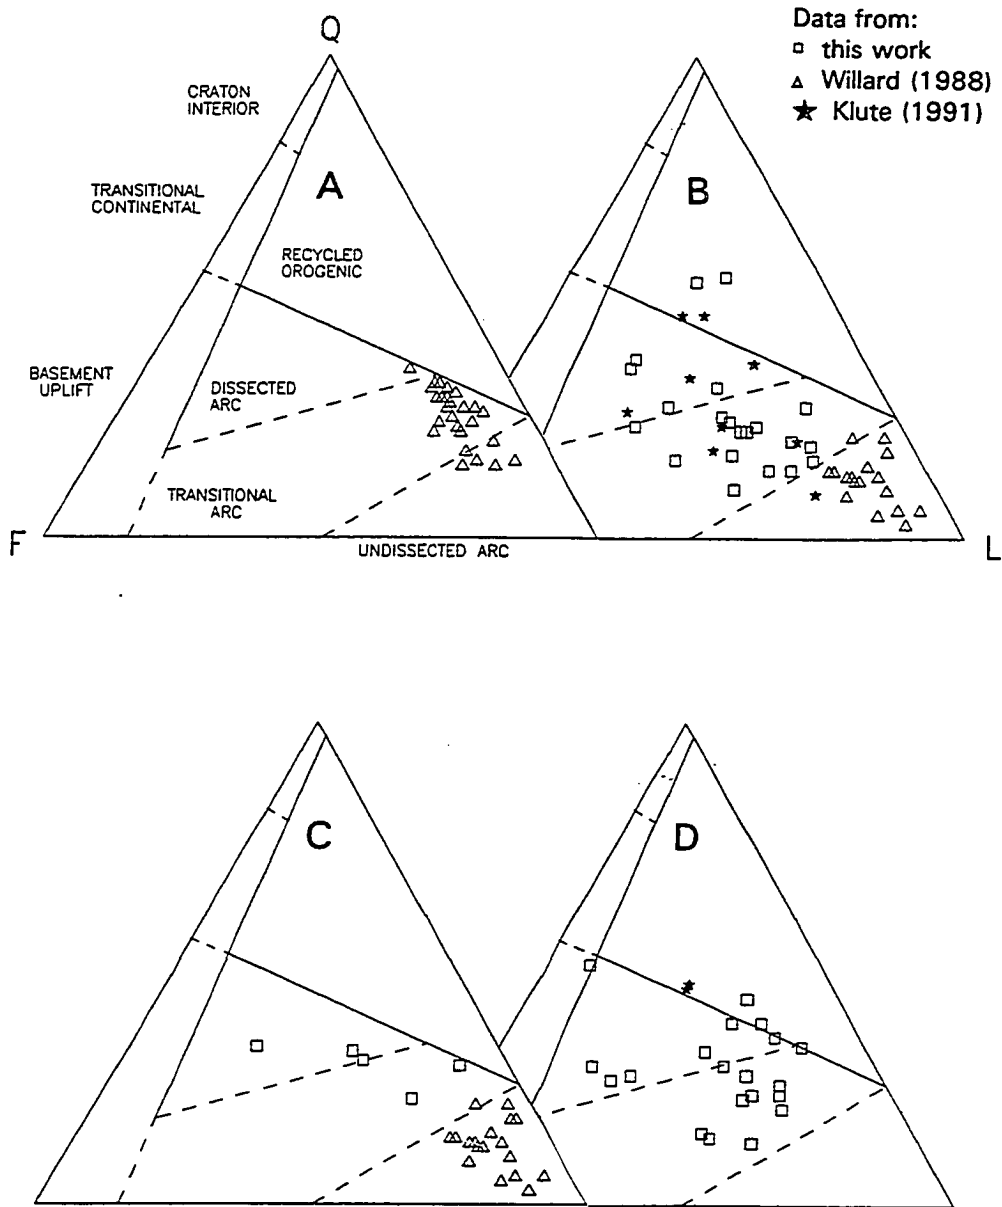 Data from:
this work
Willard (1988)
Klute (1991)
Q
CRATON
INTERIOR
A
B
TRANSITIONAL
CONTINENTAL
RECYCLED
OROGENIC
BASEMENT
UPLIFT
DISSECTED
ARC
TRANSITIONAL
ARC
F
UNDISSECTED ARC
L
C
D